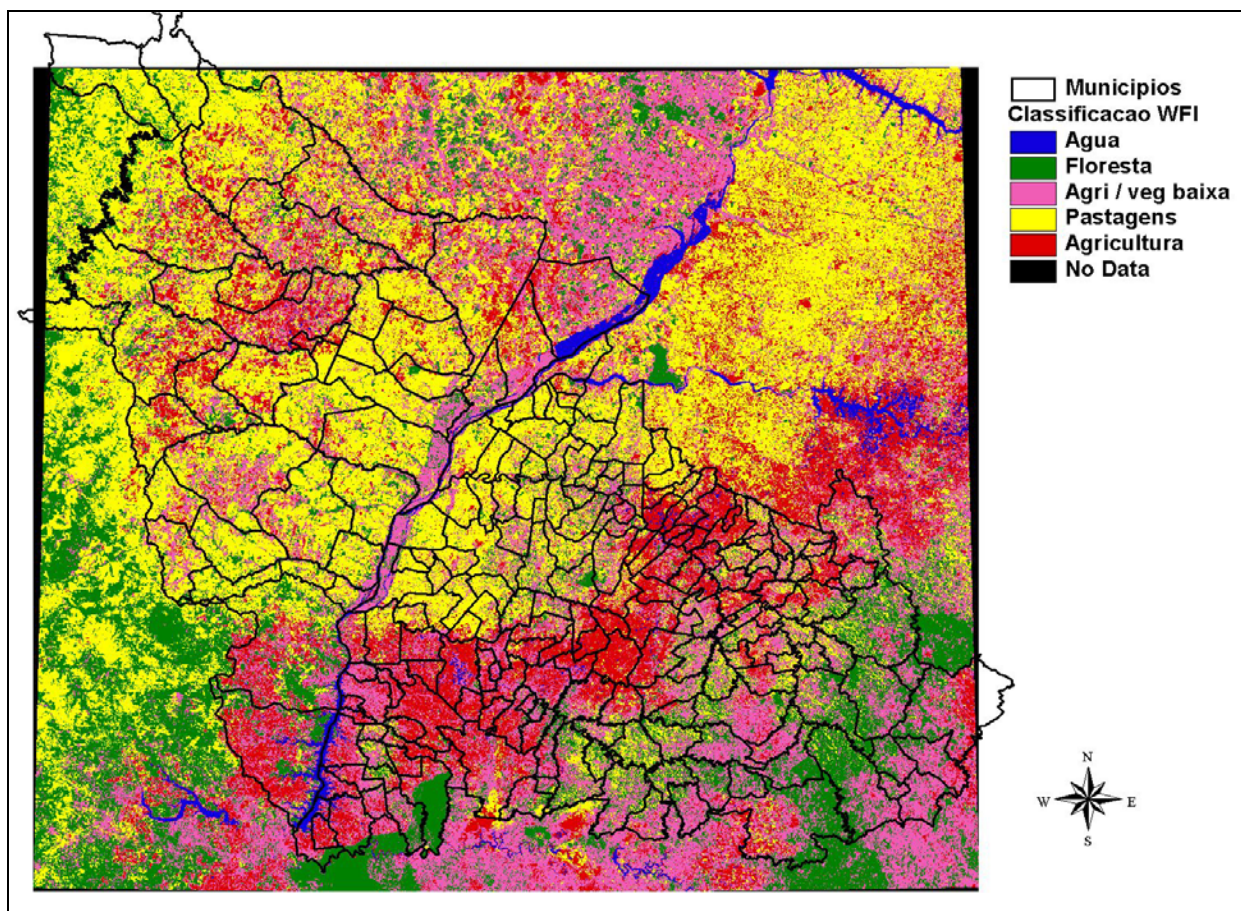 Municipios
Classificacao WFI
Agua
Floresta
Agri / veg baixa
Pastagens
Agricultura
No Data
N
W E
S